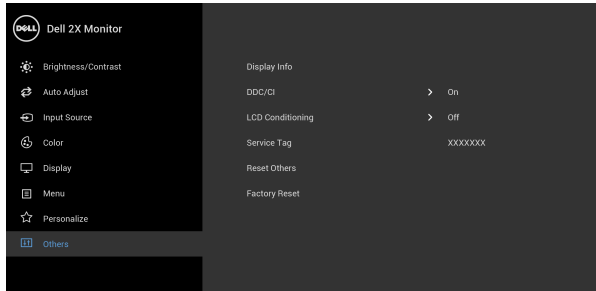 DELL Dell 2X Monitor
Brightness/Contrast
Auto Adjust
Input Source
Color
Display
Menu
Personalize
Others
Display Info
DDC/CI > On
LCD Conditioning > Off
Service Tag XXXXXXX
Reset Others
Factory Reset